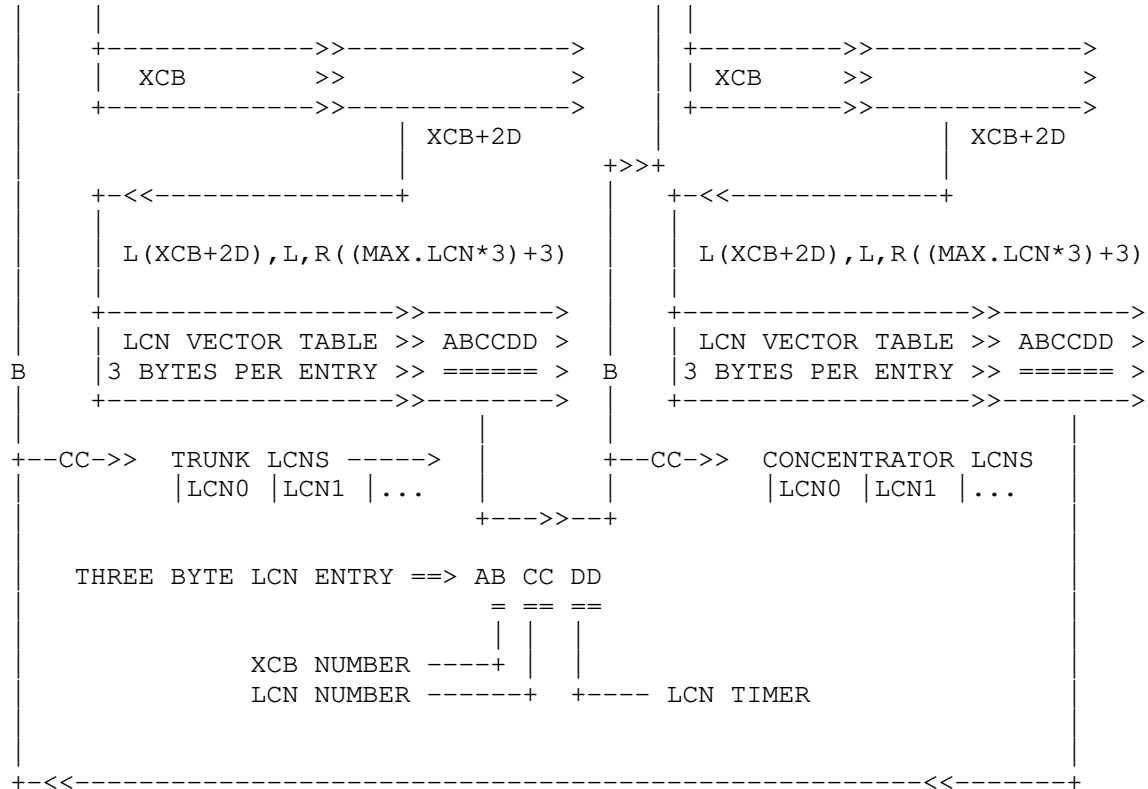 XCB >> > XCB >> >
XCB+2D XCB+2D
+>>+
L(XCB+2D),L,R((MAX.LCN*3)+3) L(XCB+2D),L,R((MAX.LCN*3)+3)
LCN VECTOR TABLE >> ABCCDD > LCN VECTOR TABLE >> ABCCDD >
B |3 BYTES PER ENTRY >> ====== > B |3 BYTES PER ENTRY >> ====== >
+--CC->> TRUNK LCNS -----> +--CC->> CONCENTRATOR LCNS
|LCN0 |LCN1 |... |LCN0 |LCN1 |...
+--->>--+
THREE BYTE LCN ENTRY ==> AB CC DD
= == ==
XCB NUMBER ----+
LCN NUMBER ------+ +---- LCN TIMER